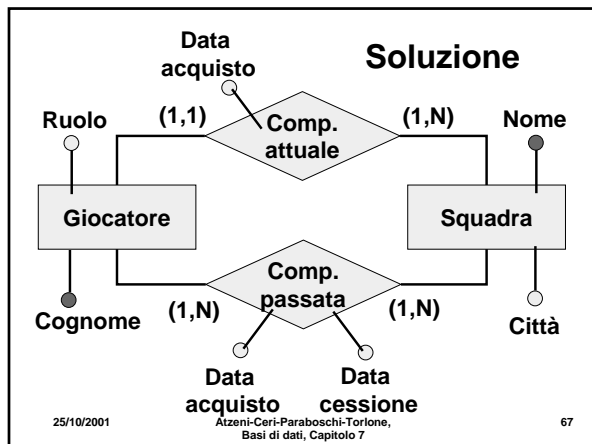 Data
acquisto
Soluzione
Ruolo
(1,1)
Comp.
attuale
(1,N)
Nome
Giocatore
Squadra
Cognome
(1,N)
Comp.
passata
(1,N)
Città
Data
acquisto
Data
cessione
25/10/2001
Atzeni-Ceri-Paraboschi-Torlone,
Basi di dati, Capitolo 7
67